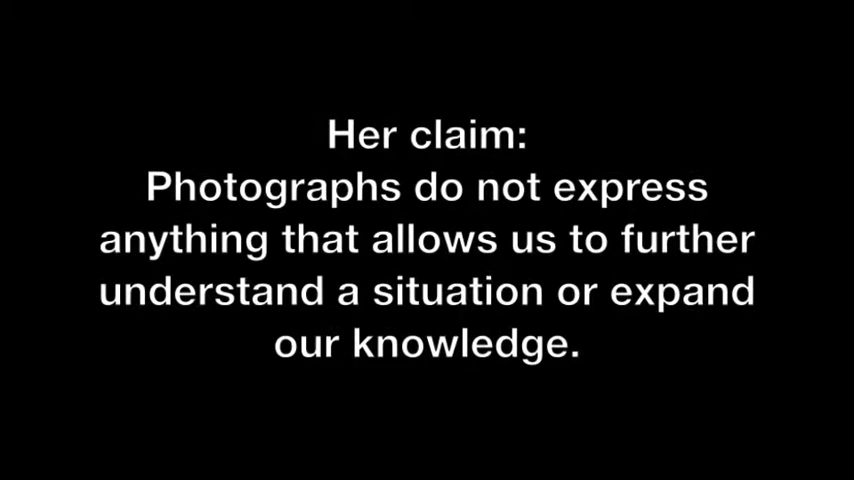 Her claim:
Photographs do not express
anything that allows us to further
understand a situation or expand
our knowledge.